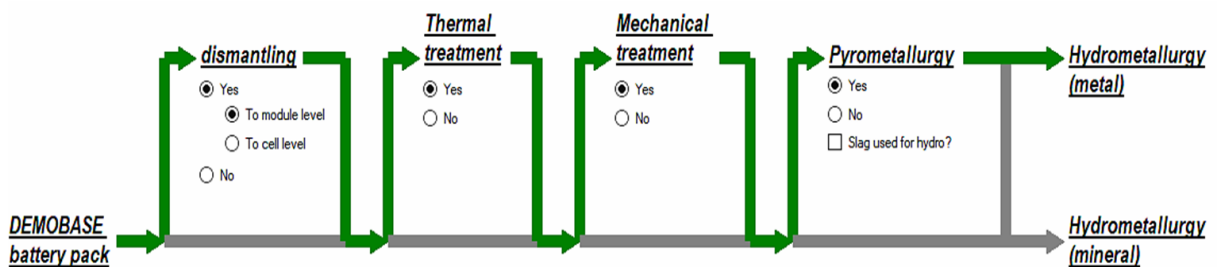 dismantling
Yes
To module level
To cell level
No
Thermal
treatment
Yes
No
Mechanical
treatment
Yes
No
Pyrometallurgy
Yes
No
Slag used for hydro?
Hydrometallurgy
(metal)
DEMOBASE
battery pack
Hydrometallurgy
(mineral)